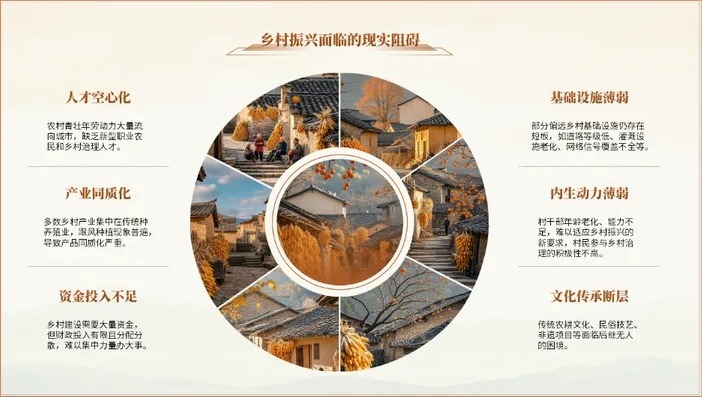 乡村振兴面临的现实阻碍
人才空心化
农村青壮年劳动力大量流
向城市，缺乏新型职业农
民和乡村治理人才。
产业同质化
多数乡村产业集中在传统种
养殖业，跟风种植现象普遍，
导致产品同质化严重。
资金投入不足
乡村建设需要大量资金，
但财政投入有限且分配分
散，难以集中力量办大事。
基础设施薄弱
部分偏远乡村基础设施仍存在
短板，如道路等级低、灌溉设
施老化、网络信号覆盖不全等。
内生动力薄弱
村干部年龄老化、能力不
足，难以适应乡村振兴的
新要求，村民参与乡村治
理的积极性不高。
文化传承断层
传统农耕文化、民俗技艺、
非遗项目等面临后继无人
的困境。